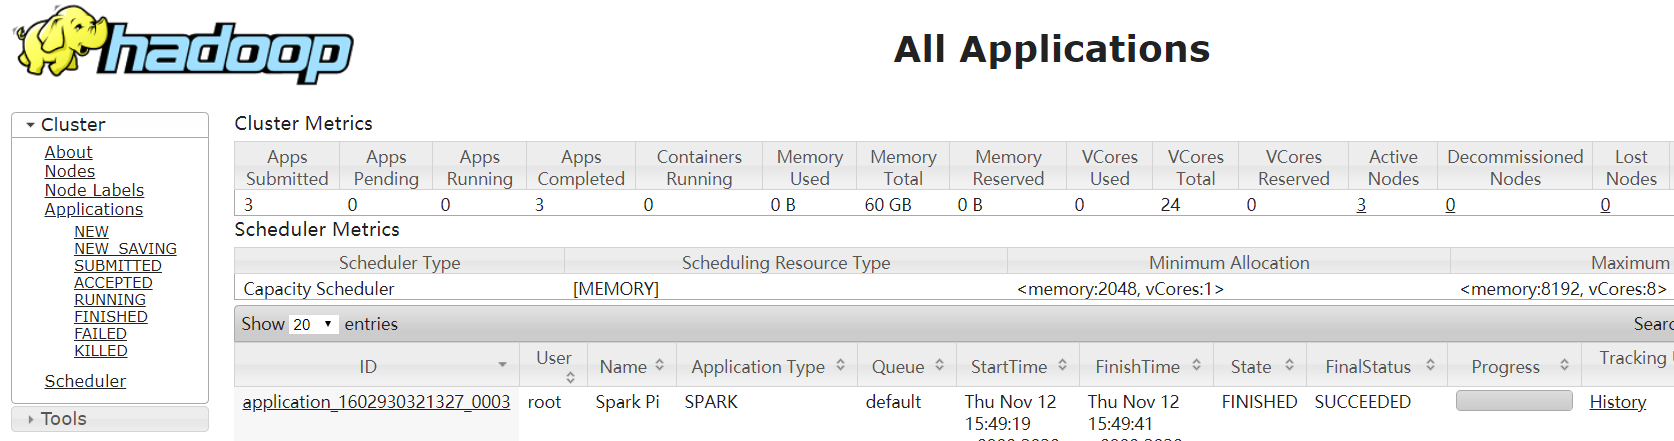 hadoop
All Applications
Cluster
About
Nodes
Node Labels
Applications
NEW
NEW_SAVING
SUBMITTED
ACCEPTED
RUNNING
FINISHED
FAILED
KILLED
Scheduler
Tools
Cluster Metrics
Apps Submitted Apps Pending Apps Running Apps Completed Containers Running Memory Used Memory Total Memory Reserved VCores Used VCores Total VCores Reserved Active Nodes Decommissioned Nodes Lost Nodes
3 0 0 3 0 0 B 60 GB 0 B 0 24 0 3 0 0
Scheduler Metrics
Scheduler Type Scheduling Resource Type Minimum Allocation Maximum
Capacity Scheduler [MEMORY] <memory:2048, vCores:1> <memory:8192, vCores:8>
Show 20 entries Searc
ID User Name Application Type Queue StartTime FinishTime State FinalStatus Progress Tracking
application_1602930321327_0003 root Spark Pi SPARK default Thu Nov 12 Thu Nov 12 FINISHED SUCCEEDED History
15:49:19 15:49:41